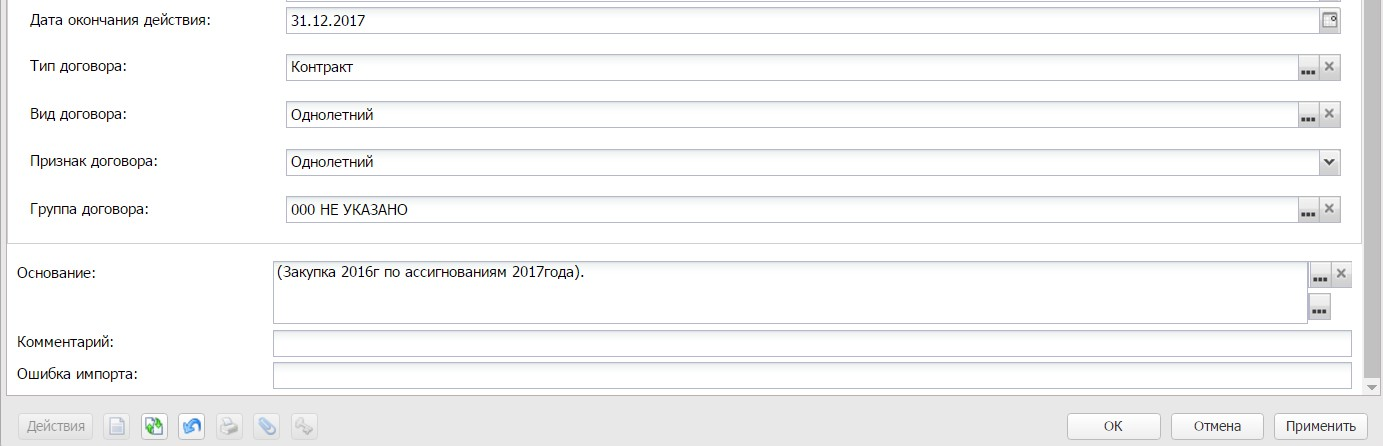 Дата окончания действия: 31.12.2017
Тип договора: Контракт
Вид договора: Однолетний
Признак договора: Однолетний
Группа договора: 000 НЕ УКАЗАНО
Основание: (Закупка 2016г по ассигнованиям 2017года).
Комментарий:
Ошибка импорта:
Действия ОК Отмена Применить